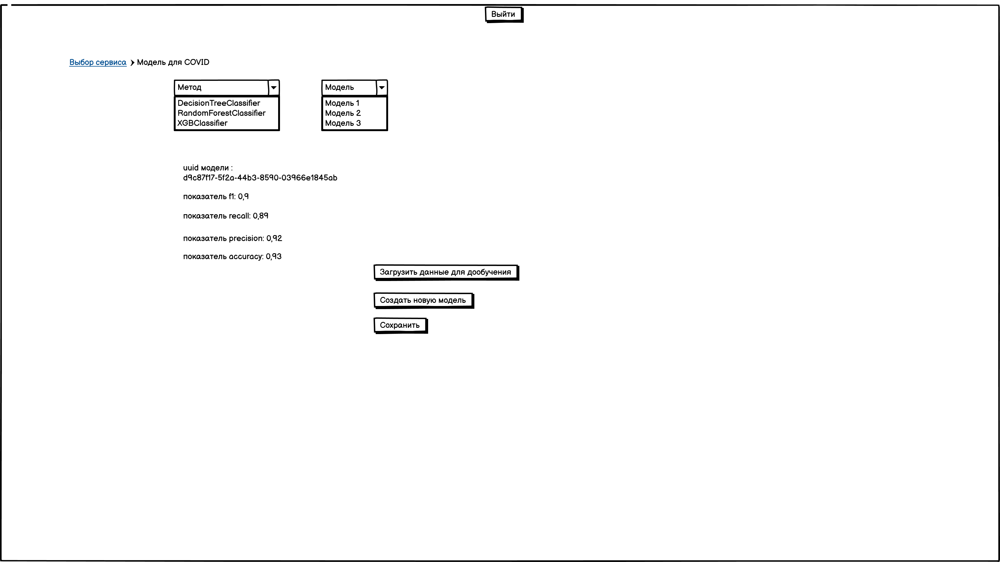 Выйти
Выбор сервиса Модель для COVID
Метод
DecisionTreeClassifier
RandomForestClassifier
XGBClassifier
Модель
Модель 1
Модель 2
Модель 3
uuid модели :
d9c87f17-5f2a-44b3-8590-03966e1845ab
показатель f1: 0,9
показатель recall: 0,89
показатель precision: 0,92
показатель accuracy: 0,93
Загрузить данные для дообучения
Создать новую модель
Сохранить